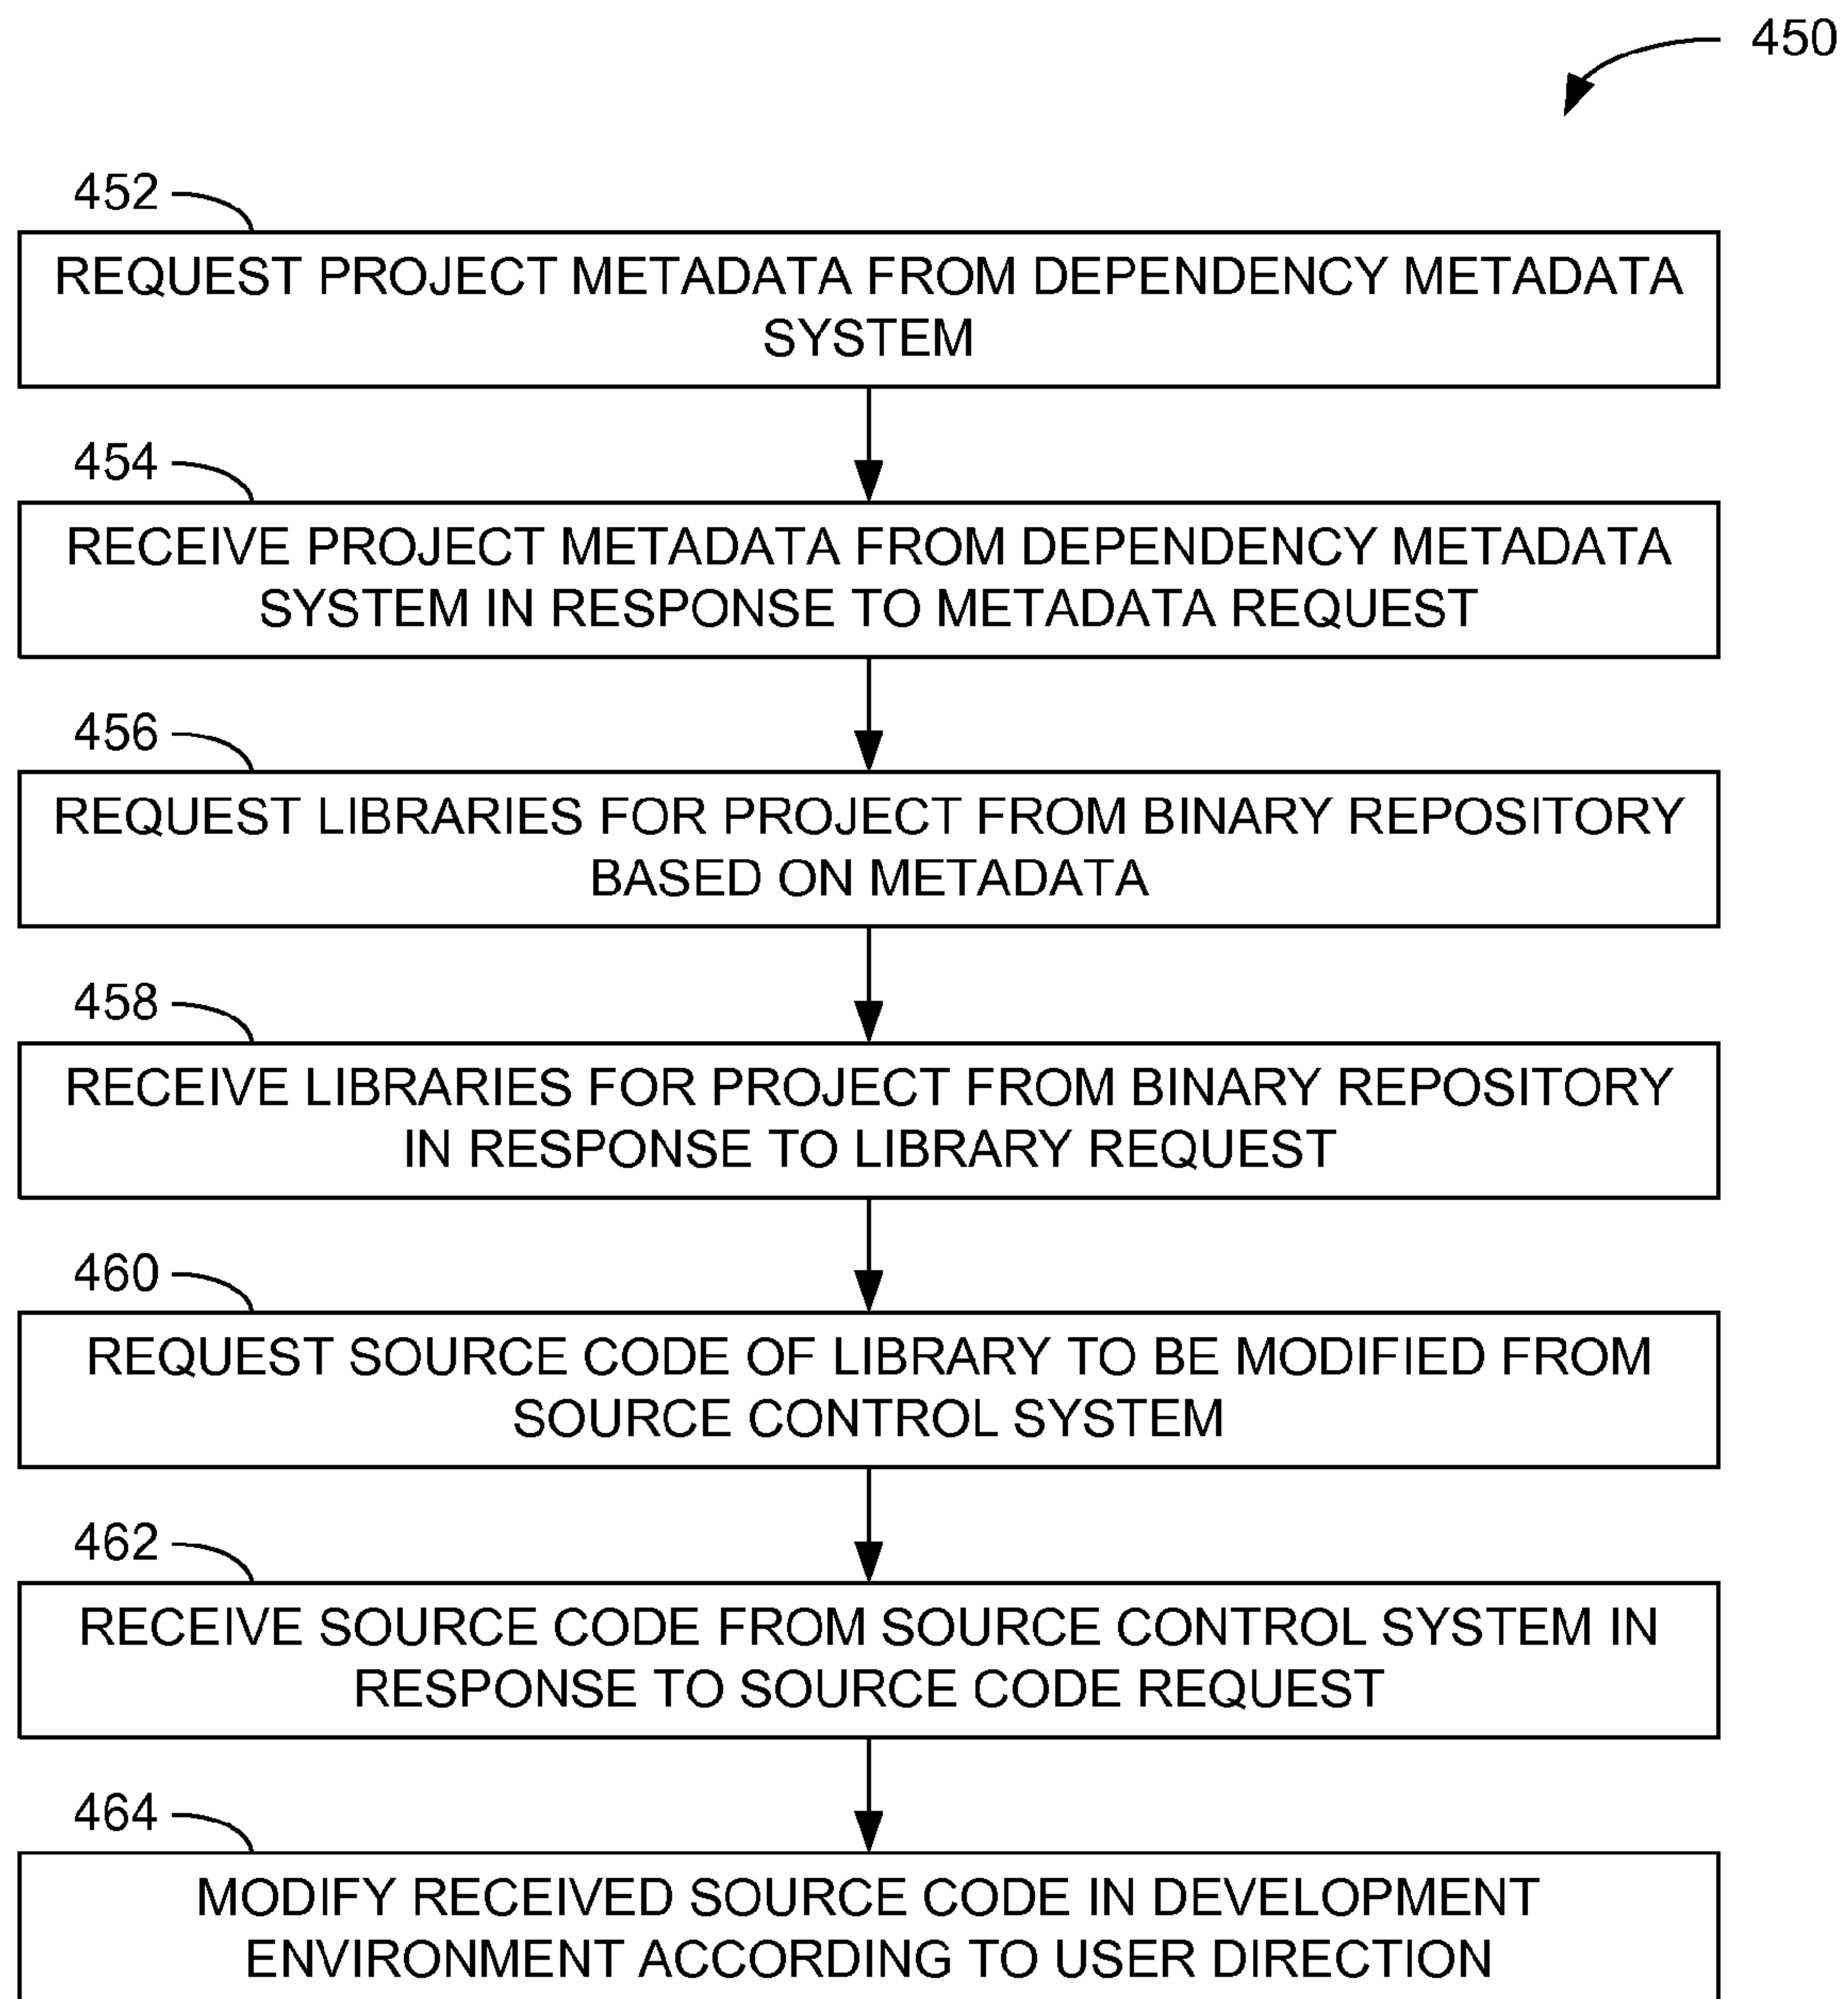 450
452
REQUEST PROJECT METADATA FROM DEPENDENCY METADATA
SYSTEM
454
RECEIVE PROJECT METADATA FROM DEPENDENCY METADATA
SYSTEM IN RESPONSE TO METADATA REQUEST
456
REQUEST LIBRARIES FOR PROJECT FROM BINARY REPOSITORY
BASED ON METADATA
458
RECEIVE LIBRARIES FOR PROJECT FROM BINARY REPOSITORY
IN RESPONSE TO LIBRARY REQUEST
460
REQUEST SOURCE CODE OF LIBRARY TO BE MODIFIED FROM
SOURCE CONTROL SYSTEM
462
RECEIVE SOURCE CODE FROM SOURCE CONTROL SYSTEM IN
RESPONSE TO SOURCE CODE REQUEST
464
MODIFY RECEIVED SOURCE CODE IN DEVELOPMENT
ENVIRONMENT ACCORDING TO USER DIRECTION